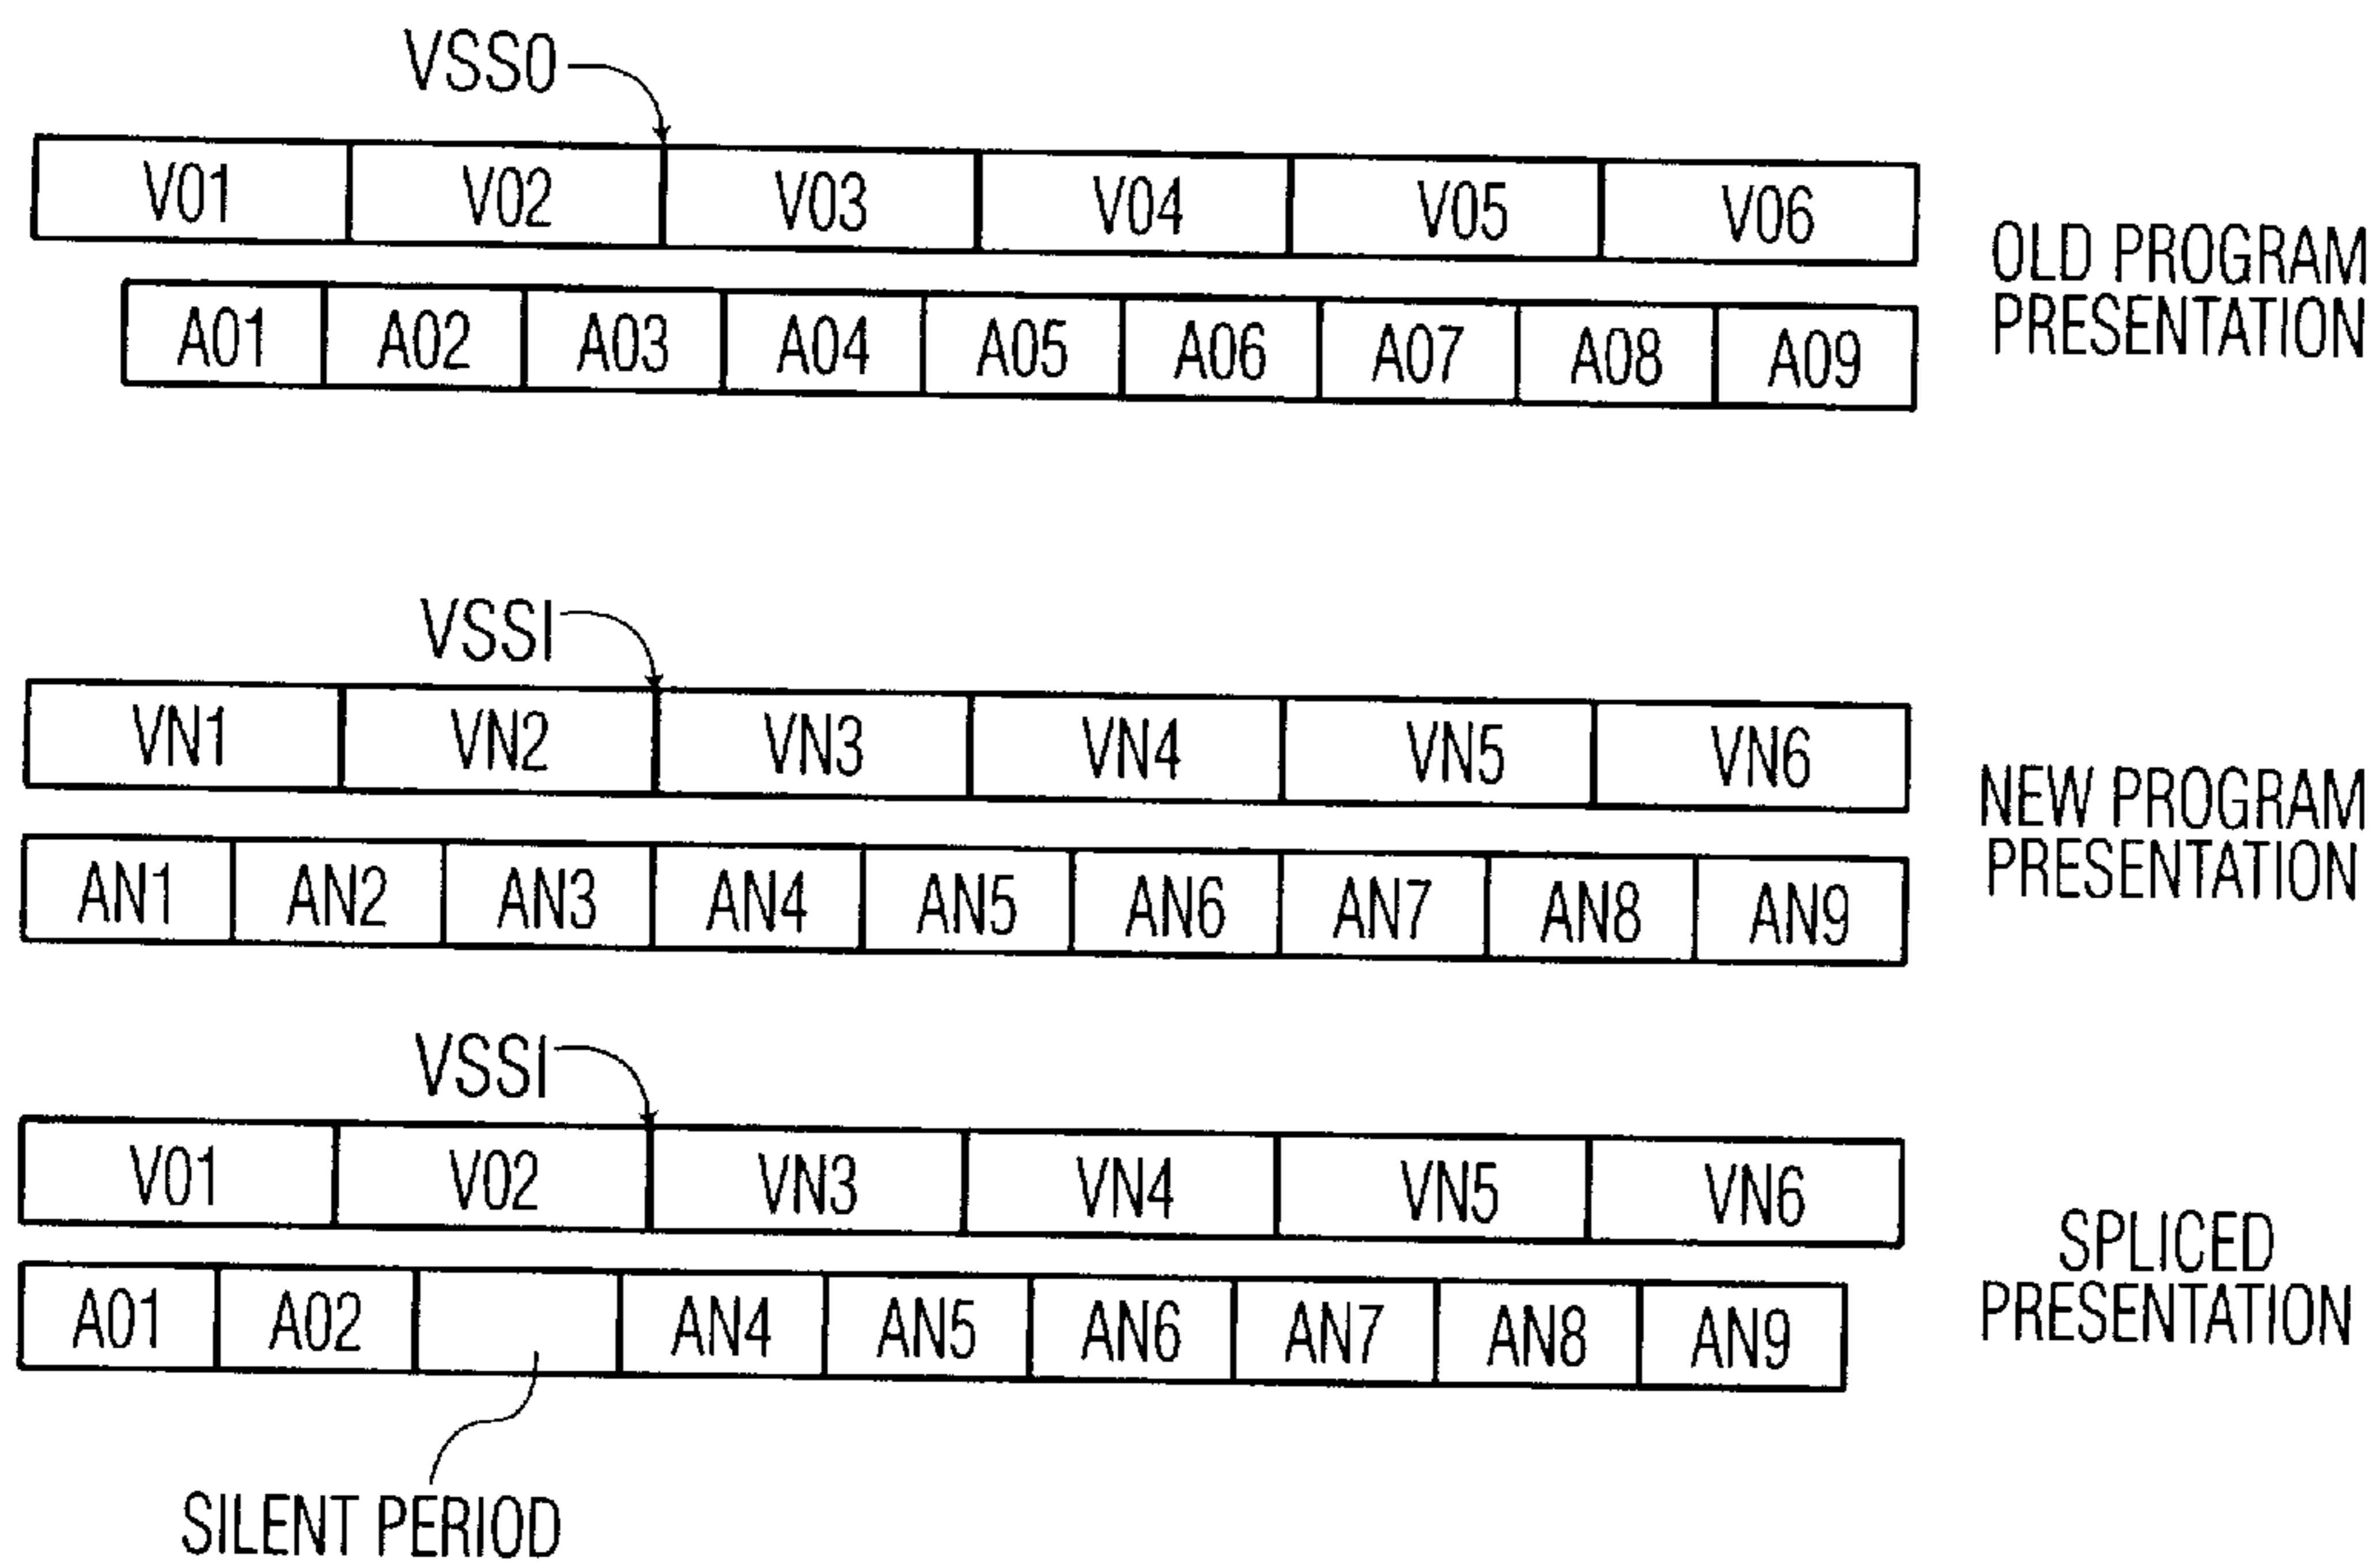 VSSO
V01 V02 V03 V04 V05 V06
A01 A02 A03 A04 A05 A06 A07 A08 A09
OLD PROGRAM
PRESENTATION
VSSI
VN1 VN2 VN3 VN4 VN5 VN6
AN1 AN2 AN3 AN4 AN5 AN6 AN7 AN8 AN9
NEW PROGRAM
PRESENTATION
VSSI
V01 V02 VN3 VN4 VN5 VN6
A01 A02 AN4 AN5 AN6 AN7 AN8 AN9
SPLICED
PRESENTATION
SILENT PERIOD